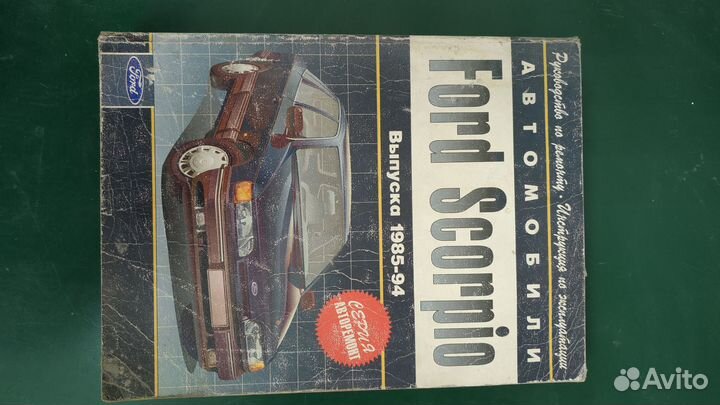 Руководство по ремонту. Инструкция по эксплуатации
АВТОМОБИЛИ
Ford Scorpio
Выпуска 1985-94
Ford
СЕРИЯ
АВТОРЕМОНТ
Avito